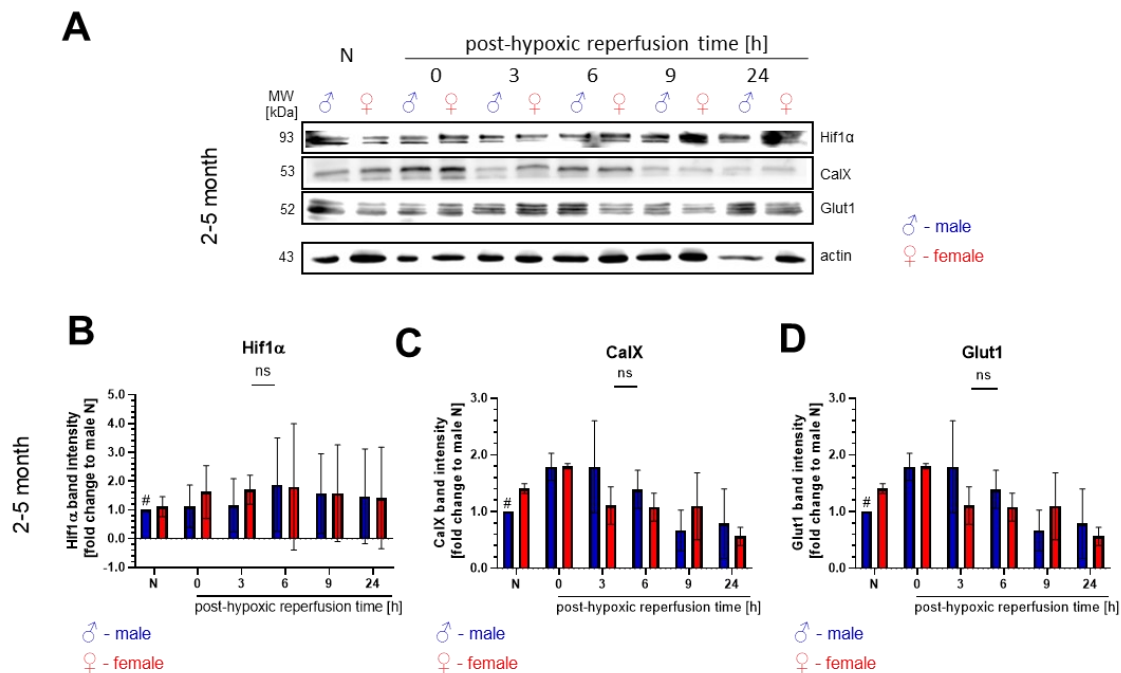 A
N
post-hypoxic reperfusion time [h]
0 3 6 9 24
MW
[kDa]
♂ ♀ ♂ ♀ ♂ ♀ ♂ ♀ ♂ ♀ ♂ ♀
2-5 month
93 Hif1α
53 CalX
52 Glut1
43 actin
♂ - male
♀ - female
B
Hif1α
ns
2-5 month
Hif1α band intensity
[fold change to male N]
5.0
4.0
3.0
2.0
1.0
0.0
-1.0
#
N 0 3 6 9 24
post-hypoxic reperfusion time [h]
♂ - male
♀ - female
C
CalX
ns
CalX band intensity
[fold change to male N]
3.0
2.0
1.0
0.0
#
N 0 3 6 9 24
post-hypoxic reperfusion time [h]
♂ - male
♀ - female
D
Glut1
ns
Glut1 band intensity
[fold change to male N]
3.0
2.0
1.0
0.0
#
N 0 3 6 9 24
post-hypoxic reperfusion time [h]
♂ - male
♀ - female